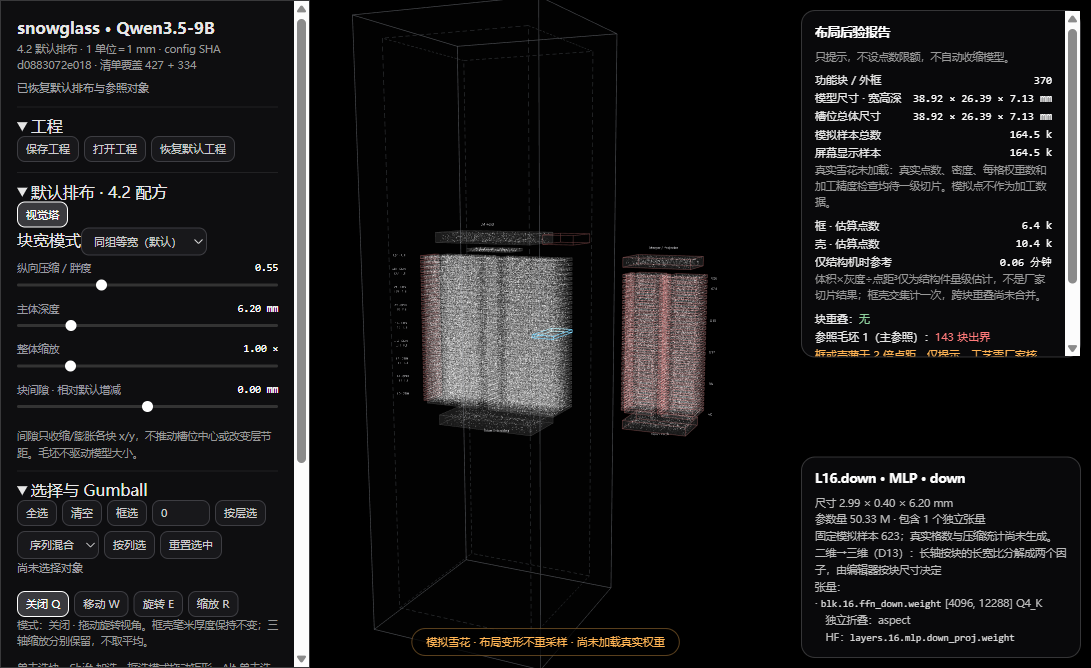 snowglass • Qwen3.5-9B
4.2 默认排布 · 1 单位 = 1 mm · config SHA
d0883072e018 · 清单覆盖 427 + 334
已恢复默认排布与参照对象
▼工程
保存工程
打开工程
恢复默认工程
▼默认排布 · 4.2 配方
视觉塔
块宽模式
同组等宽（默认）
纵向压缩 / 胖度 0.55
主体深度 6.20 mm
整体缩放 1.00 ×
块间隙 · 相对默认增减 0.00 mm
间隙只收缩/膨胀各块 x/y，不推动槽位中心或改变层节
距。毛坯不驱动模型大小。
▼选择与 Gumball
全选
清空
框选
0
按层选
序列混合
按列选
重置选中
尚未选择对象
关闭 Q
移动 W
旋转 E
缩放 R
模式：关闭 · 拖动旋转视角。框壳毫米厚度保持不变；三
轴缩放分别保留，不取平均。
模拟雪花 · 布局变形不重采样 · 尚未加载真实权重
布局后验报告
只提示，不设点数限额，不自动收缩模型。
功能块 / 外框 370
模型尺寸 · 宽高深 38.92 × 26.39 × 7.13 mm
槽位总体尺寸 38.92 × 26.39 × 7.13 mm
模拟样本总数 164.5 k
屏幕显示样本 164.5 k
真实雪花未加载：真实点数、密度、每格权重数和
加工精度检查均待一级切片。模拟点不作为加工数
据。
框 · 估算点数 6.4 k
壳 · 估算点数 10.4 k
仅结构机时参考 0.06 分钟
体积×灰度÷点距³仅为结构件量级估计，不是厂家
切片结果；框壳交集计一次，跨块重叠尚未合并。
块重叠：无
参照毛坯 1（主参照）：143 块出界
框或壳薄于 2 倍点距，仅提示，工艺需厂家核
L16.down • MLP • down
尺寸 2.99 × 0.40 × 6.20 mm
参数量 50.33 M · 包含 1 个独立张量
固定模拟样本 623；真实格数与压缩统计尚未生成。
二维→三维（D13）：长轴按块的长宽比分解成两个因
子，由编辑器按块尺寸决定
张量：
· blk.16.ffn_down.weight [4096, 12288] Q4_K
独立折叠：aspect
HF：layers.16.mlp.down_proj.weight